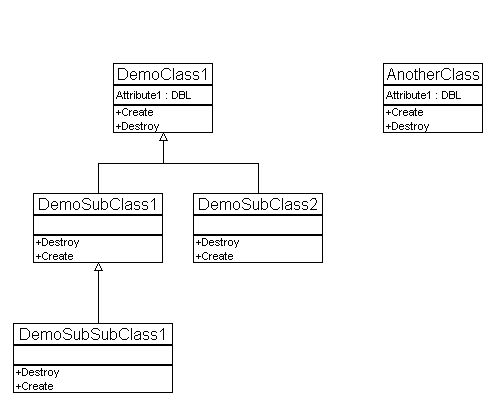 DemoClass1
Attribute1 : DBL
+Create
+Destroy
AnotherClass
Attribute1 : DBL
+Create
+Destroy
DemoSubClass1
+Destroy
+Create
DemoSubClass2
+Destroy
+Create
DemoSubSubClass1
+Destroy
+Create